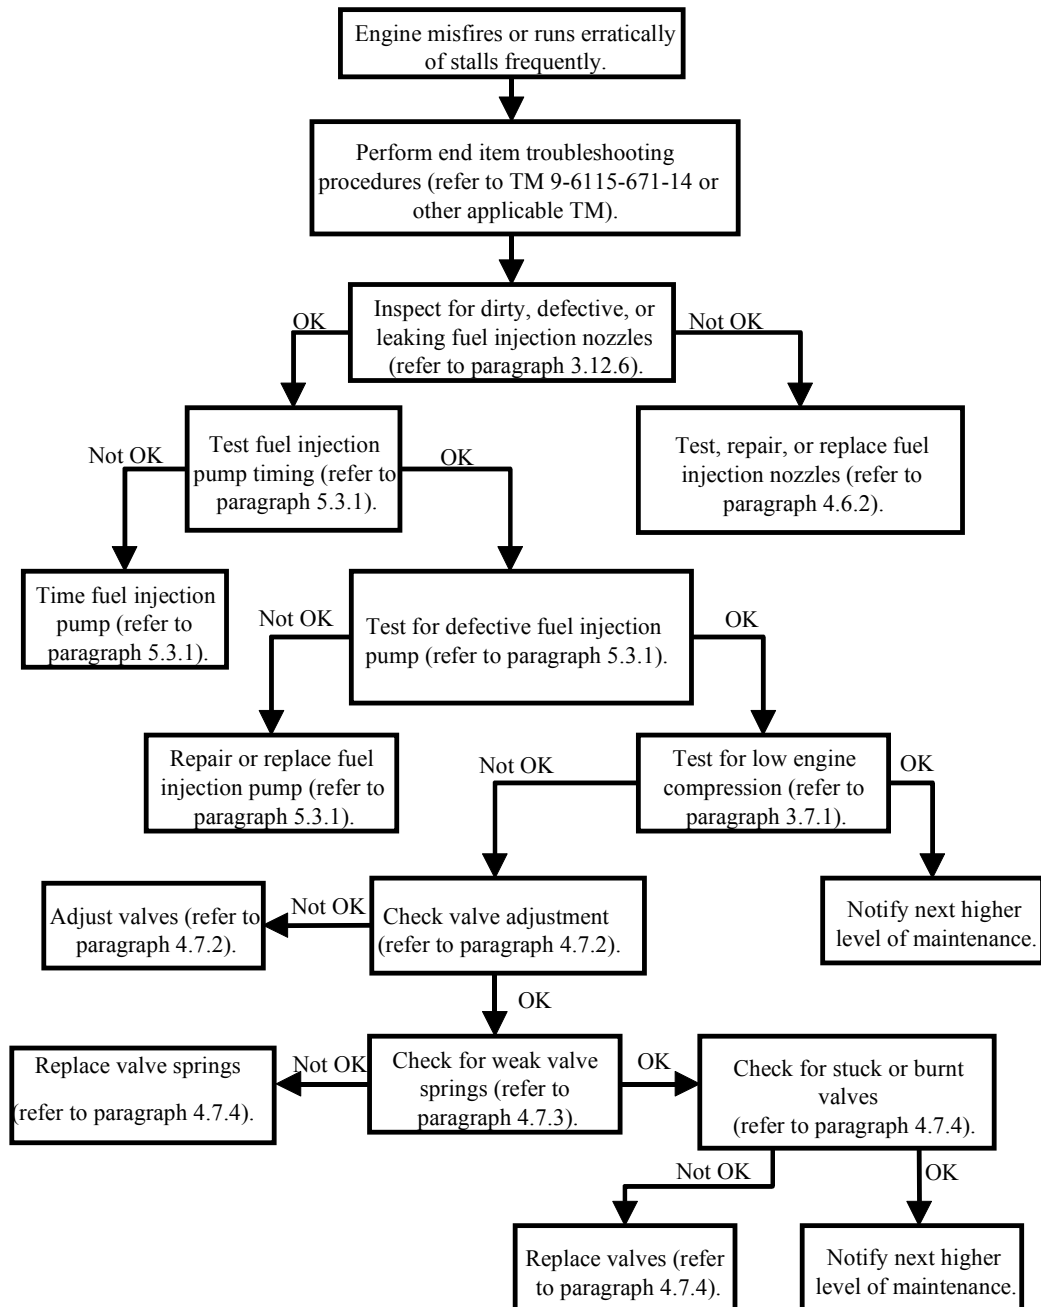 Engine misfires or runs erratically
of stalls frequently.
Perform end item troubleshooting
procedures (refer to TM 9-6115-671-14 or
other applicable TM).
Inspect for dirty, defective, or
leaking fuel injection nozzles
(refer to paragraph 3.12.6).
OK
Not OK
Test fuel injection
pump timing (refer to
paragraph 5.3.1).
Not OK
OK
Test, repair, or replace fuel
injection nozzles (refer to
paragraph 4.6.2).
Time fuel injection
pump (refer to
paragraph 5.3.1).
Not OK
Test for defective fuel injection
pump (refer to paragraph 5.3.1).
OK
Repair or replace fuel
injection pump (refer to
paragraph 5.3.1).
Not OK
Test for low engine
compression (refer to
paragraph 3.7.1).
OK
Adjust valves (refer to
paragraph 4.7.2).
Not OK
Check valve adjustment
(refer to paragraph 4.7.2).
Notify next higher
level of maintenance.
OK
Replace valve springs
(refer to paragraph 4.7.4).
Not OK
Check for weak valve
springs (refer to
paragraph 4.7.3).
OK
Check for stuck or burnt
valves
(refer to paragraph 4.7.4).
Not OK
OK
Replace valves (refer
to paragraph 4.7.4).
Notify next higher
level of maintenance.